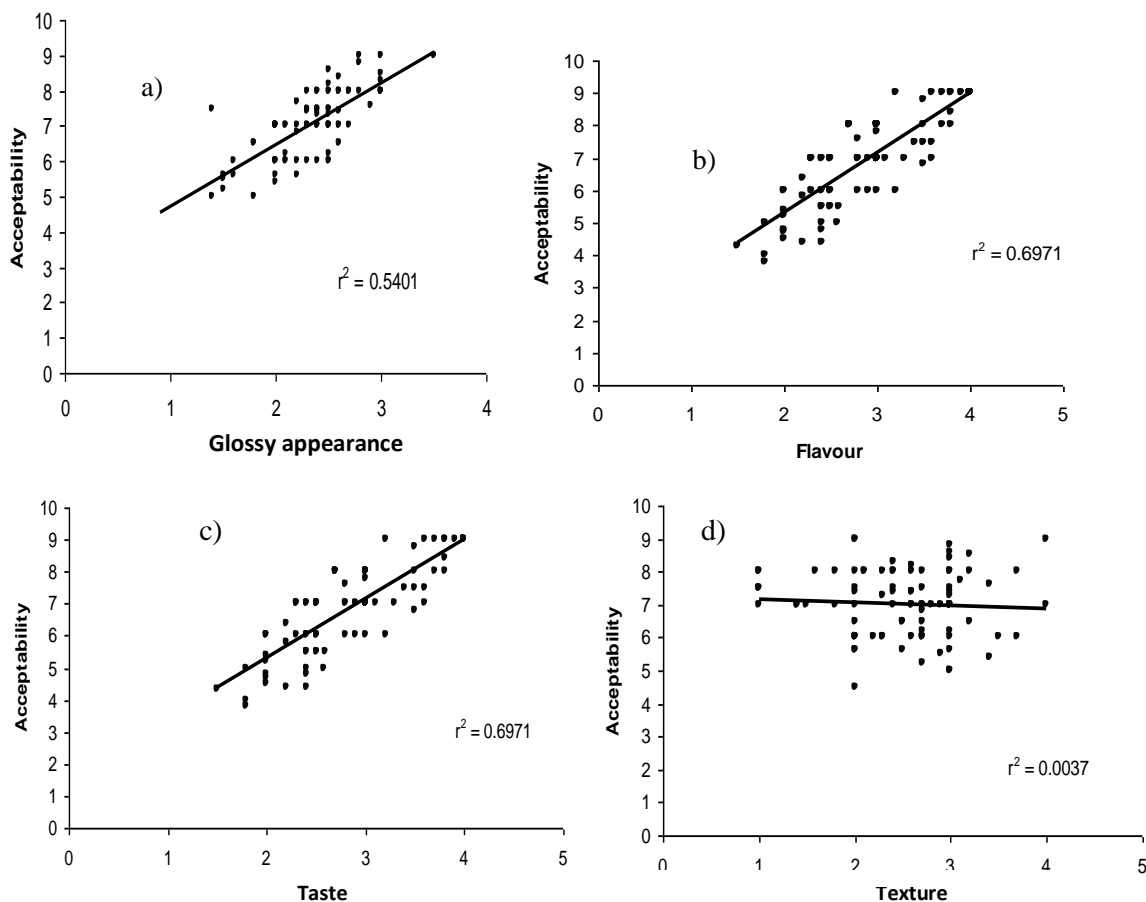 a)
10
9
8
7
6
5
4
3
2
1
0
Acceptability
r² = 0.5401
0 1 2 3 4
Glossy appearance
b)
10
9
8
7
6
5
4
3
2
1
0
Acceptability
r² = 0.6971
0 1 2 3 4 5
Flavour
c)
10
9
8
7
6
5
4
3
2
1
0
Acceptability
r² = 0.6971
0 1 2 3 4 5
Taste
d)
10
9
8
7
6
5
4
3
2
1
0
Acceptability
r² = 0.0037
0 1 2 3 4 5
Texture